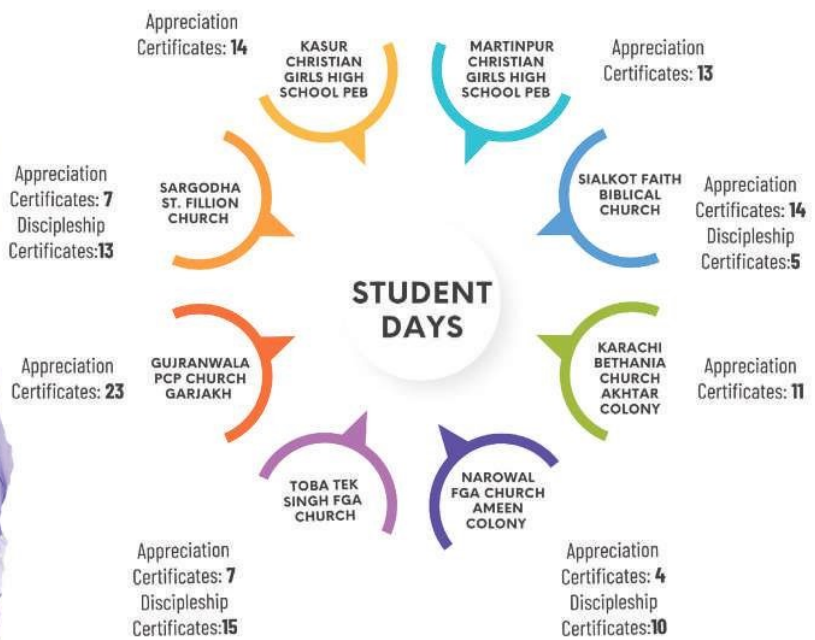 Appreciation
Certificates: 14
KASUR
CHRISTIAN
GIRLS HIGH
SCHOOL PEB
MARTINPUR
CHRISTIAN
GIRLS HIGH
SCHOOL PEB
Appreciation
Certificates: 13
Appreciation
Certificates: 7
Discipleship
Certificates:13
SARGODHA
ST. FILLION
CHURCH
SIALKOT FAITH
BIBLICAL
CHURCH
Appreciation
Certificates: 14
Discipleship
Certificates:5
STUDENT
DAYS
Appreciation
Certificates: 23
GUJRANWALA
PCP CHURCH
GARJAKH
KARACHI
BETHANIA
CHURCH
AKHTAR
COLONY
Appreciation
Certificates: 11
TOBA TEK
SINGH FGA
CHURCH
NAROWAL
FGA CHURCH
AMEEN
COLONY
Appreciation
Certificates: 7
Discipleship
Certificates:15
Appreciation
Certificates: 4
Discipleship
Certificates:10